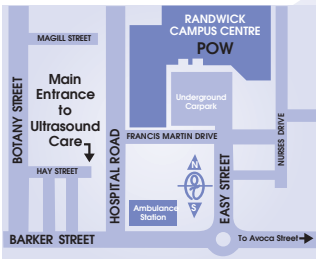 RANDWICK
CAMPUS CENTRE
POW
MAGILL STREET
Main
Entrance
to
Ultrasound
Care
Underground
Carpark
BOTANY STREET
HOSPITAL ROAD
FRANCIS MARTIN DRIVE
NURSES DRIVE
EASY STREET
HAY STREET
N
S
Ambulance
Station
BARKER STREET
To Avoca Street